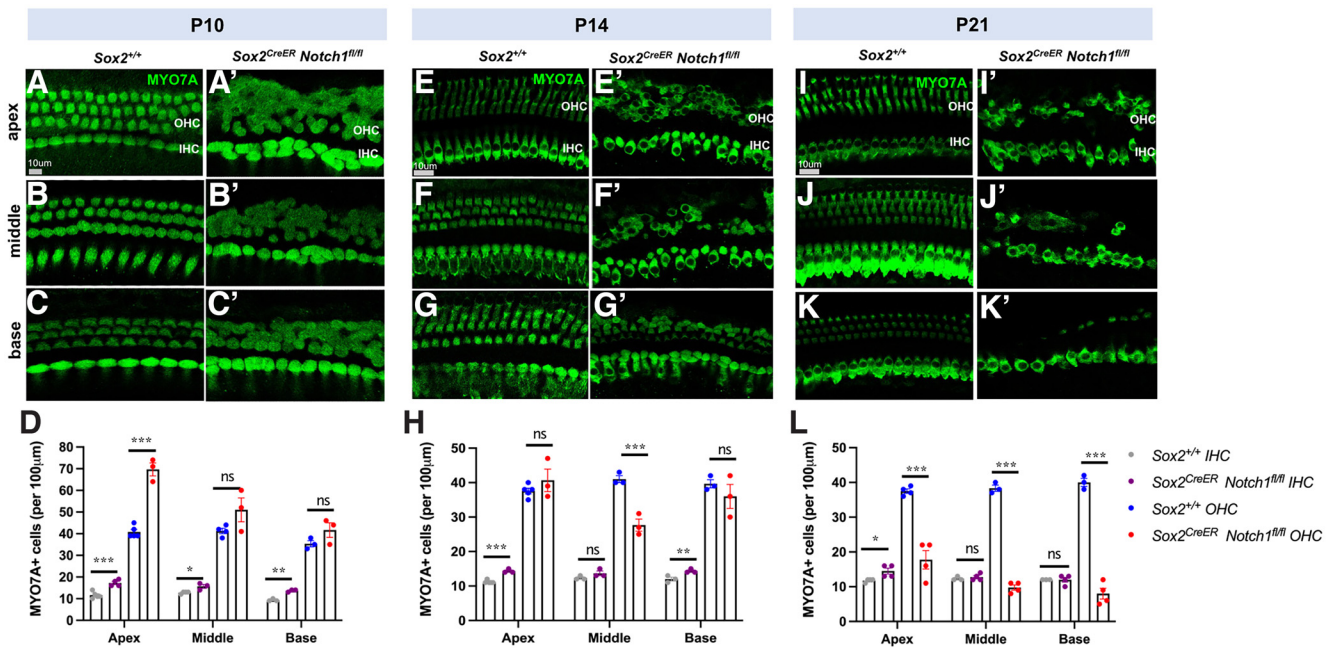 P10
P14
P21
Sox2+/+
Sox2CreER Notch1fl/fl
Sox2+/+
Sox2CreER Notch1fl/fl
Sox2+/+
Sox2CreER Notch1fl/fl
apex
A
MYO7A
OHC
IHC
10um
A’
OHC
IHC
E
MYO7A
OHC
IHC
10um
E’
OHC
IHC
I
MYO7A
OHC
IHC
10um
I’
OHC
IHC
middle
B
B’
F
F’
J
J’
base
C
C’
G
G’
K
K’
D
MYO7A+ cells (per 100µm)
80
70
60
50
40
30
20
10
0
***
***
*
ns
**
ns
Apex
Middle
Base
H
MYO7A+ cells (per 100µm)
50
40
30
20
10
0
***
ns
ns
***
**
ns
Apex
Middle
Base
L
MYO7A+ cells (per 100µm)
50
40
30
20
10
0
*
***
ns
***
ns
***
Apex
Middle
Base
Sox2+/+ IHC
Sox2CreER Notch1fl/fl IHC
Sox2+/+ OHC
Sox2CreER Notch1fl/fl OHC